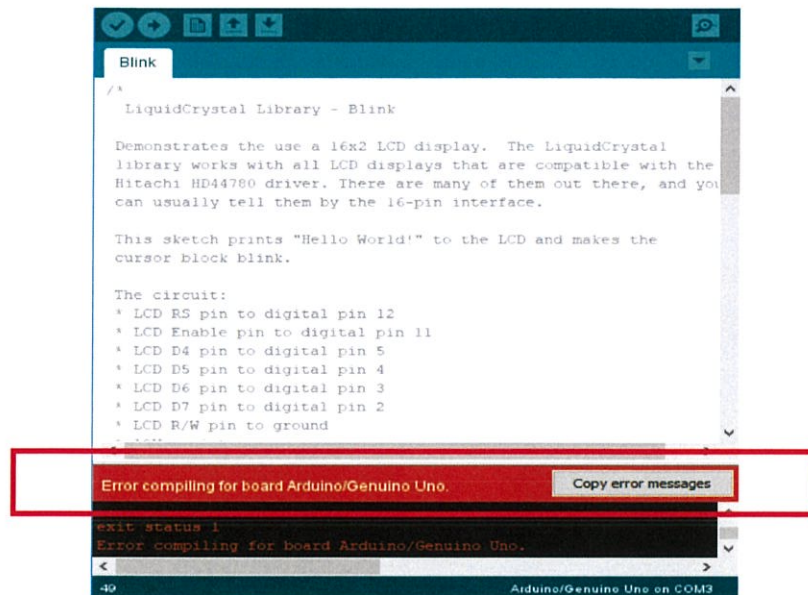 Blink
/*
LiquidCrystal Library - Blink
Demonstrates the use a 16x2 LCD display. The LiquidCrystal
library works with all LCD displays that are compatible with the
Hitachi HD44780 driver. There are many of them out there, and you
can usually tell them by the 16-pin interface.
This sketch prints "Hello World!" to the LCD and makes the
cursor block blink.
The circuit:
* LCD RS pin to digital pin 12
* LCD Enable pin to digital pin 11
* LCD D4 pin to digital pin 5
* LCD D5 pin to digital pin 4
* LCD D6 pin to digital pin 3
* LCD D7 pin to digital pin 2
* LCD R/W pin to ground
Error compiling for board Arduino/Genuino Uno.
Copy error messages
exit status 1
Error compiling for board Arduino/Genuino Uno.
49
Arduino/Genuino Uno on COM3